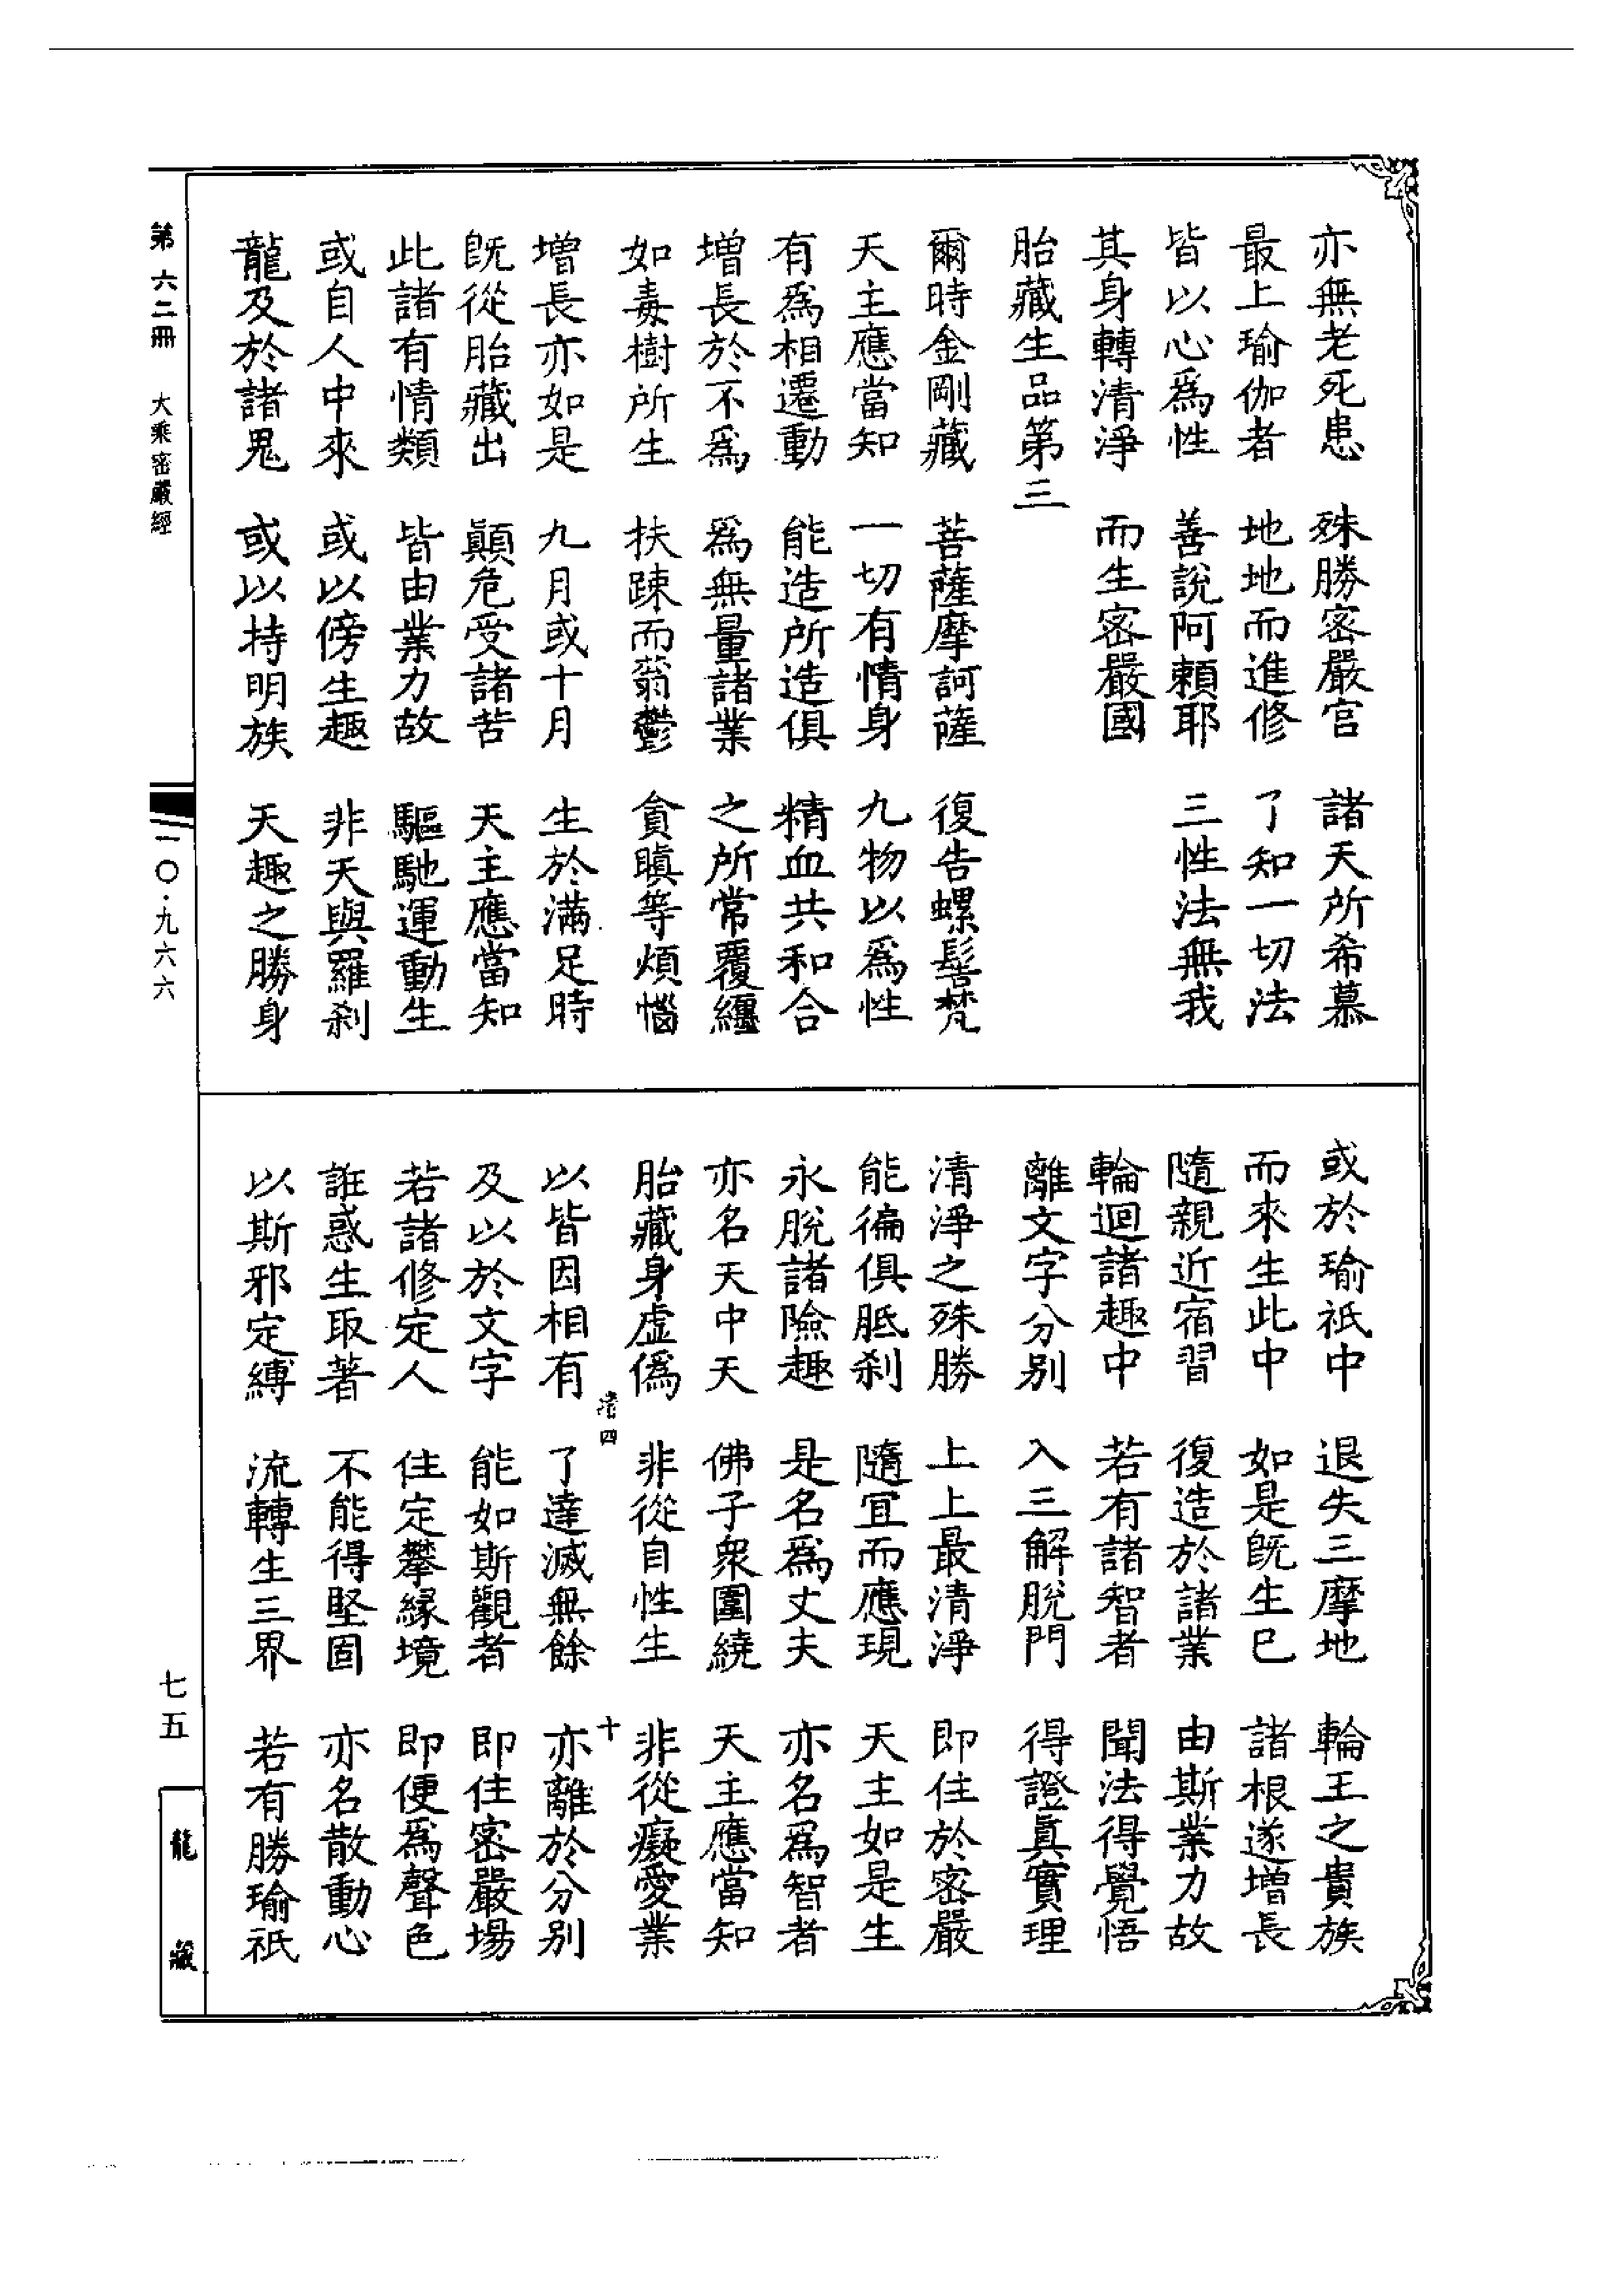 亦無老死患　殊勝密嚴宮　諸天所希慕
最上瑜伽者　地地而進修　了知一切法
皆以心爲性　善說阿賴耶　三性法無我
其身轉清淨　而生密嚴國
胎藏生品第三
爾時金剛藏　菩薩摩訶薩　復告螺髻梵
天主應當知　一切有情身　九物以爲性
有爲相遷動　能造所造俱　精血共和合
增長於不爲　爲無量諸業　之所常覆纏
如毒樹所生　扶踈而蓊鬱　貪瞋等煩惱
增長亦如是　九月或十月　生於滿足時
旣從胎藏出　顚危受諸苦　天主應當知
此諸有情類　皆由業力故　驅馳運動生
或自人中來　或以傍生趣　非天與羅刹
龍及於諸鬼　或以持明族　天趣之勝身
或於瑜祇中　退失三摩地　輪王之貴族
而來生此中　如是旣生已　諸根遂增長
隨親近宿習　復造於諸業　由斯業力故
輪迴諸趣中　若有諸智者　聞法得覺悟
離文字分別　入三解脫門　得證眞實理
清淨之殊勝　上上最清淨　即住於密嚴
能徧俱胝刹　隨宜而應現　天主如是生
永脫諸險趣　是名爲丈夫　亦名爲智者
亦名天中天　佛子衆圍繞　天主應當知
胎藏身虛僞　非從自性生　非從癡愛業
四　十
以皆因相有　了達滅無餘　亦離於分別
及以於文字　能如斯觀者　即住密嚴場
若諸修定人　住定攀緣境　即便爲聲色
誑惑生取著　不能得堅固　亦名散動心
以斯邪定縛　流轉生三界　若有勝瑜祇
第六二冊　大乘密嚴經
一〇·九六六
七五
龍藏